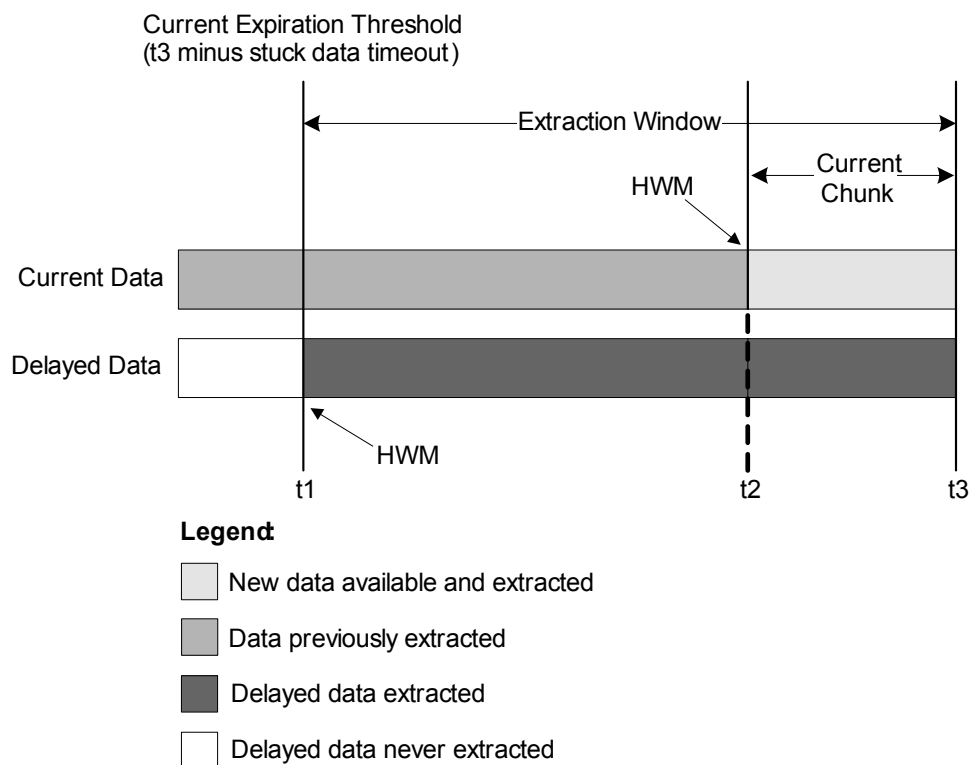 Current Expiration Threshold
(t3 minus stuck data timeout)
Extraction Window
Current
Chunk
HWM
Current Data
Delayed Data
HWM
t1
t2
t3
Legend:
New data available and extracted
Data previously extracted
Delayed data extracted
Delayed data never extracted